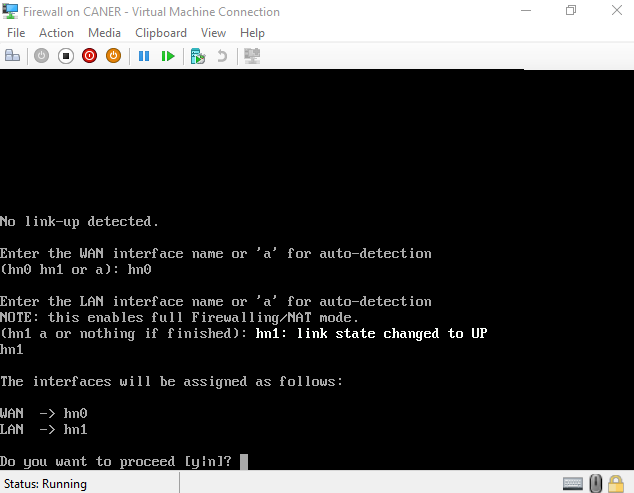 Firewall on CANER - Virtual Machine Connection
File Action Media Clipboard View Help
No link-up detected.
Enter the WAN interface name or 'a' for auto-detection
(hn0 hn1 or a): hn0
Enter the LAN interface name or 'a' for auto-detection
NOTE: this enables full Firewalling/NAT mode.
(hn1 a or nothing if finished): hn1: link state changed to UP
hn1
The interfaces will be assigned as follows:
WAN -> hn0
LAN -> hn1
Do you want to proceed [y|n]?
Status: Running